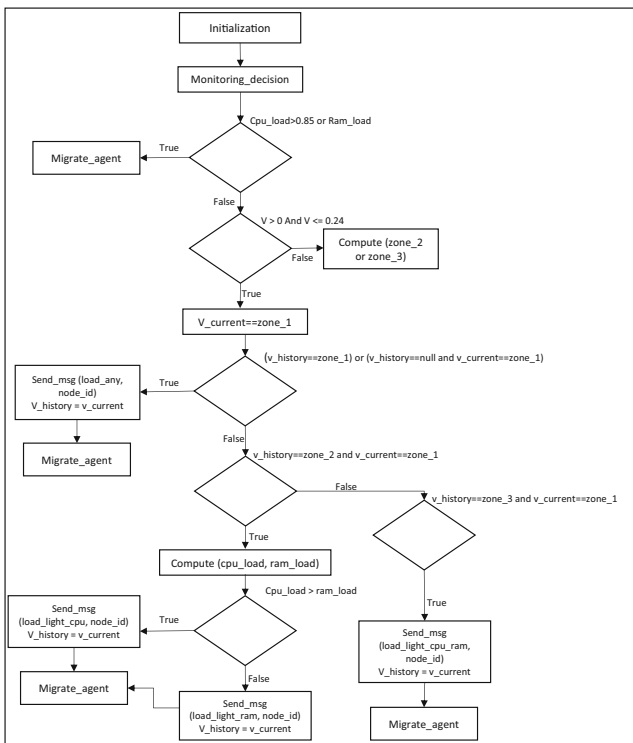 Initialization
Monitoring_decision
Cpu_load>0.85 or Ram_load
True
Migrate_agent
False
V > 0 And V <= 0.24
False
Compute (zone_2
or zone_3)
True
V_current==zone_1
(v_history==zone_1) or (v_history==null and v_current==zone_1)
True
Send_msg (load_any,
node_id)
V_history = v_current
Migrate_agent
False
v_history==zone_2 and v_current==zone_1
False
v_history==zone_3 and v_current==zone_1
True
Compute (cpu_load, ram_load)
Cpu_load > ram_load
True
Send_msg
(load_light_cpu, node_id)
V_history = v_current
Migrate_agent
False
Send_msg
(load_light_ram, node_id)
V_history = v_current
True
Send_msg
(load_light_cpu_ram,
node_id)
V_history = v_current
Migrate_agent